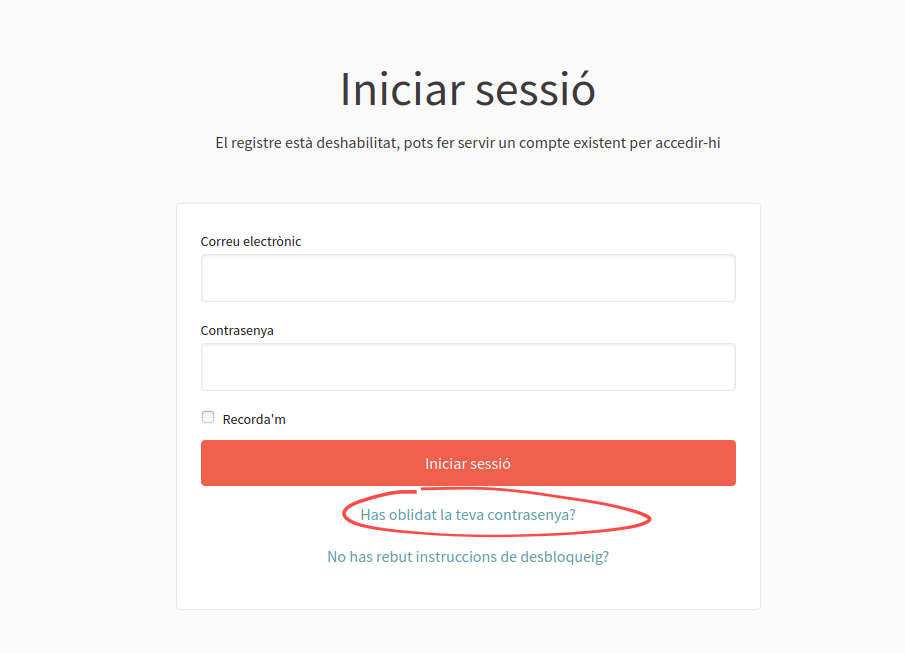 Iniciar sessió
El registre està deshabilitat, pots fer servir un compte existent per accedir-hi
Correu electrònic
Contrasenya
Recorda'm
Iniciar sessió
Has oblidat la teva contrasenya?
No has rebut instruccions de desbloqueig?